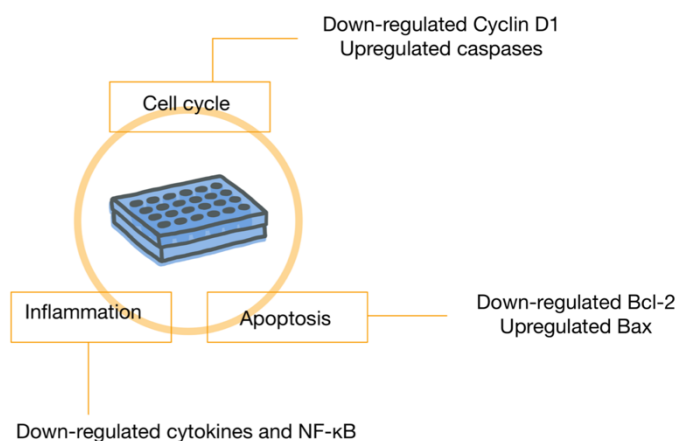 Down-regulated Cyclin D1
Upregulated caspases
Cell cycle
Inflammation
Apoptosis
Down-regulated Bcl-2
Upregulated Bax
Down-regulated cytokines and NF-κB